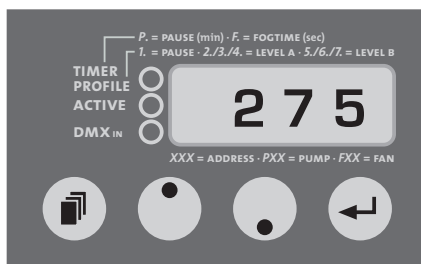 P. = PAUSE (min) · F. = FOGTIME (sec)
1. = PAUSE · 2./3./4. = LEVEL A · 5./6./7. = LEVEL B
TIMER
PROFILE
ACTIVE
DMX IN
275
XXX = ADDRESS · PXX = PUMP · FXX = FAN